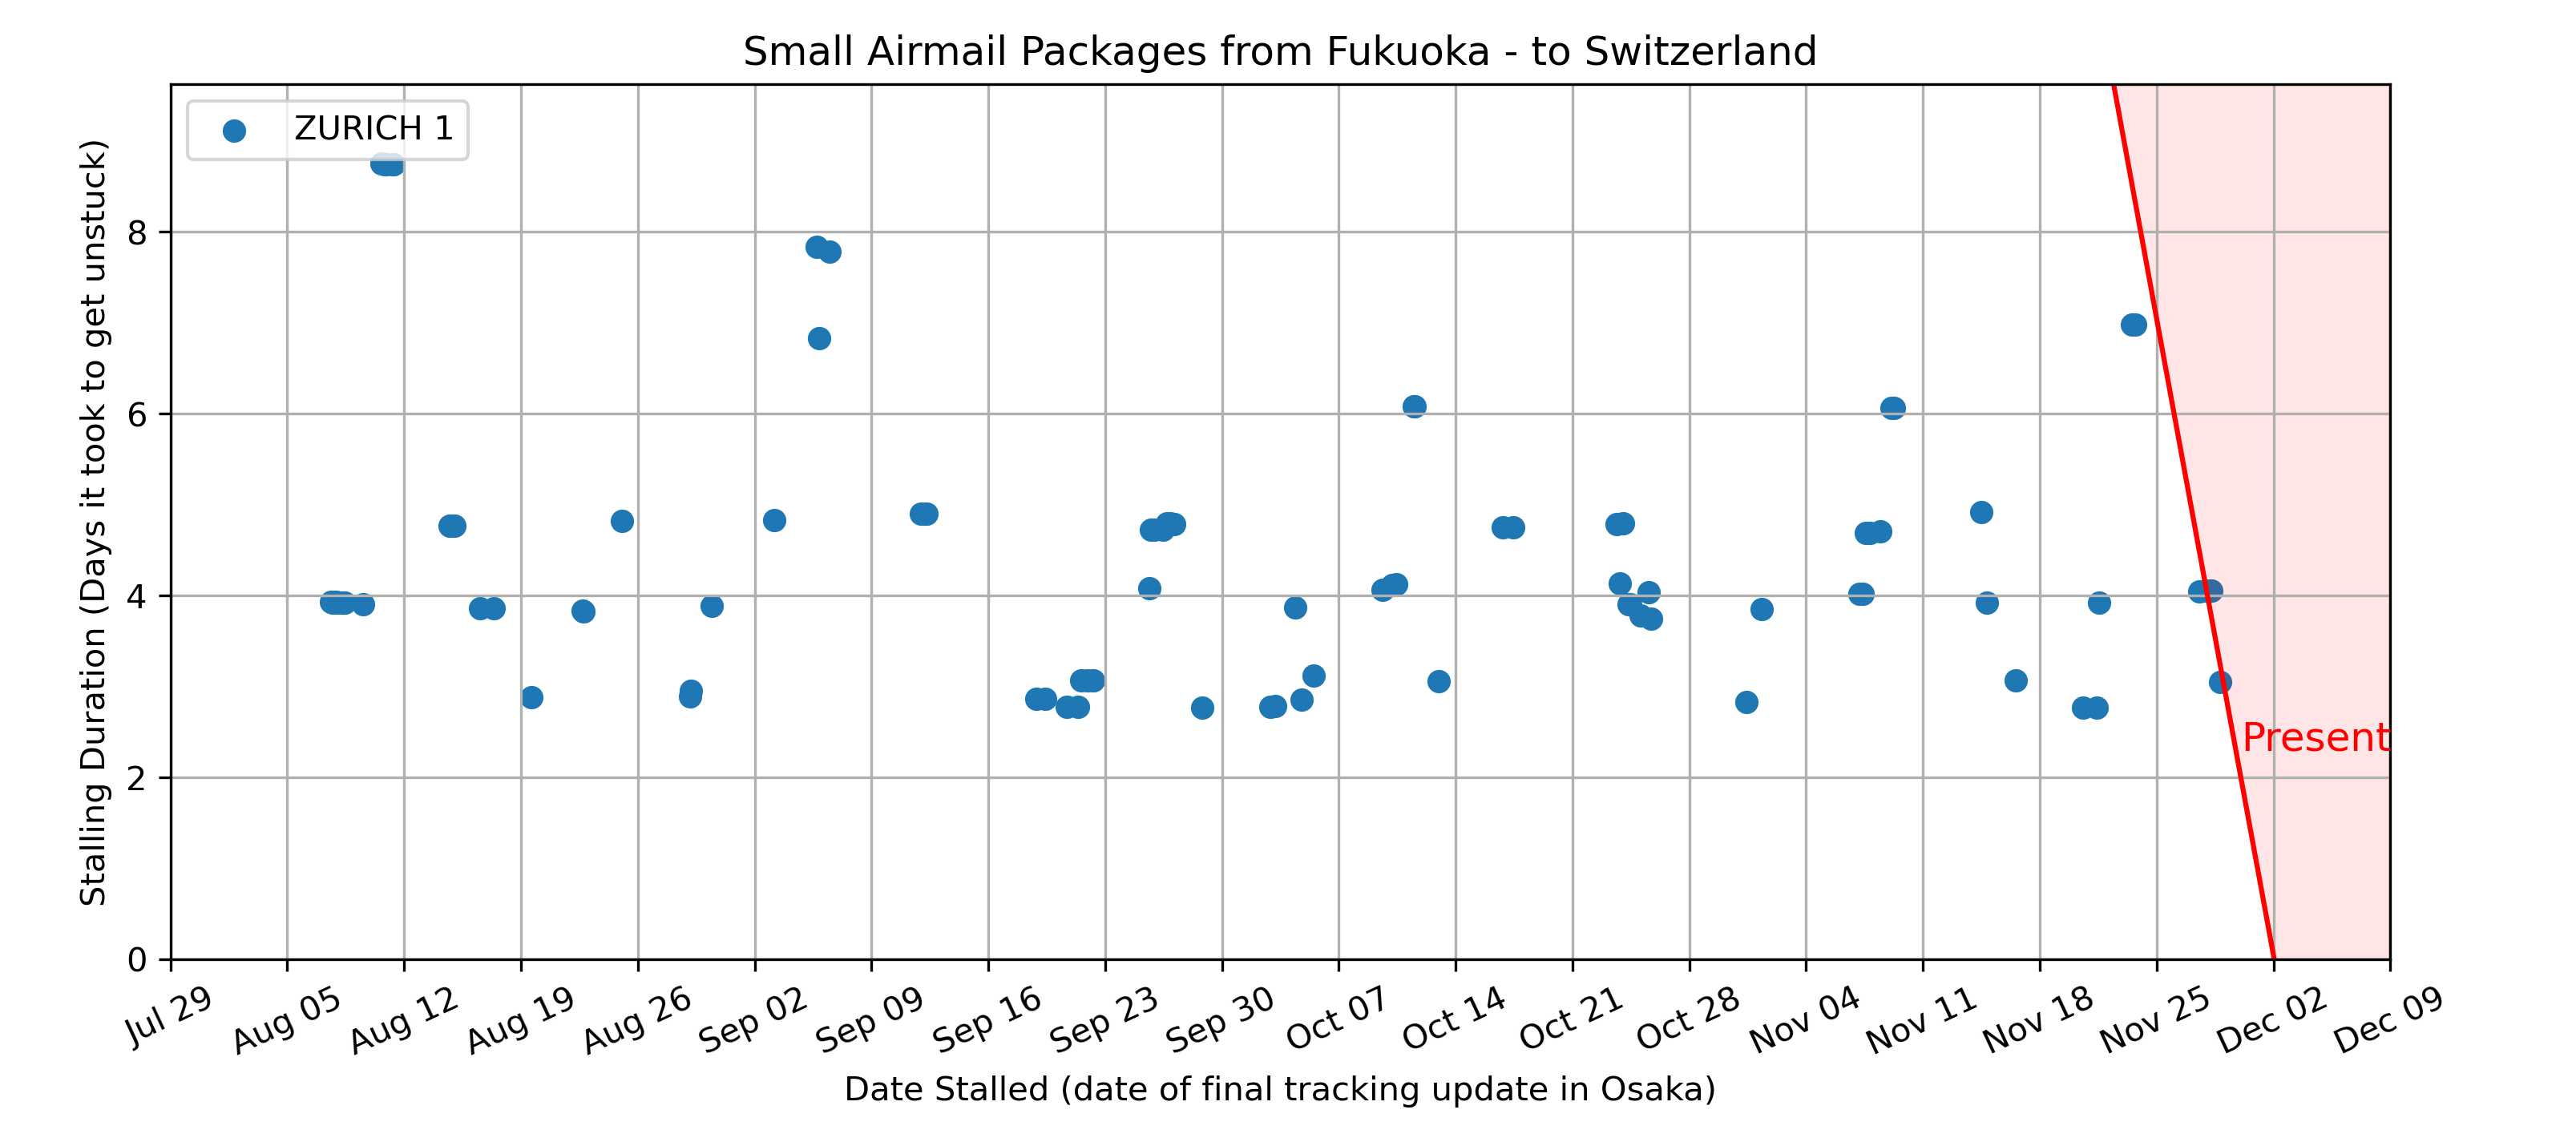 Small Airmail Packages from Fukuoka - to Switzerland
ZURICH 1
Stalling Duration (Days it took to get unstuck)
8
6
4
2
0
Present
Jul 29
Aug 05
Aug 12
Aug 19
Aug 26
Sep 02
Sep 09
Sep 16
Sep 23
Sep 30
Oct 07
Oct 14
Oct 21
Oct 28
Nov 04
Nov 11
Nov 18
Nov 25
Dec 02
Dec 09
Date Stalled (date of final tracking update in Osaka)